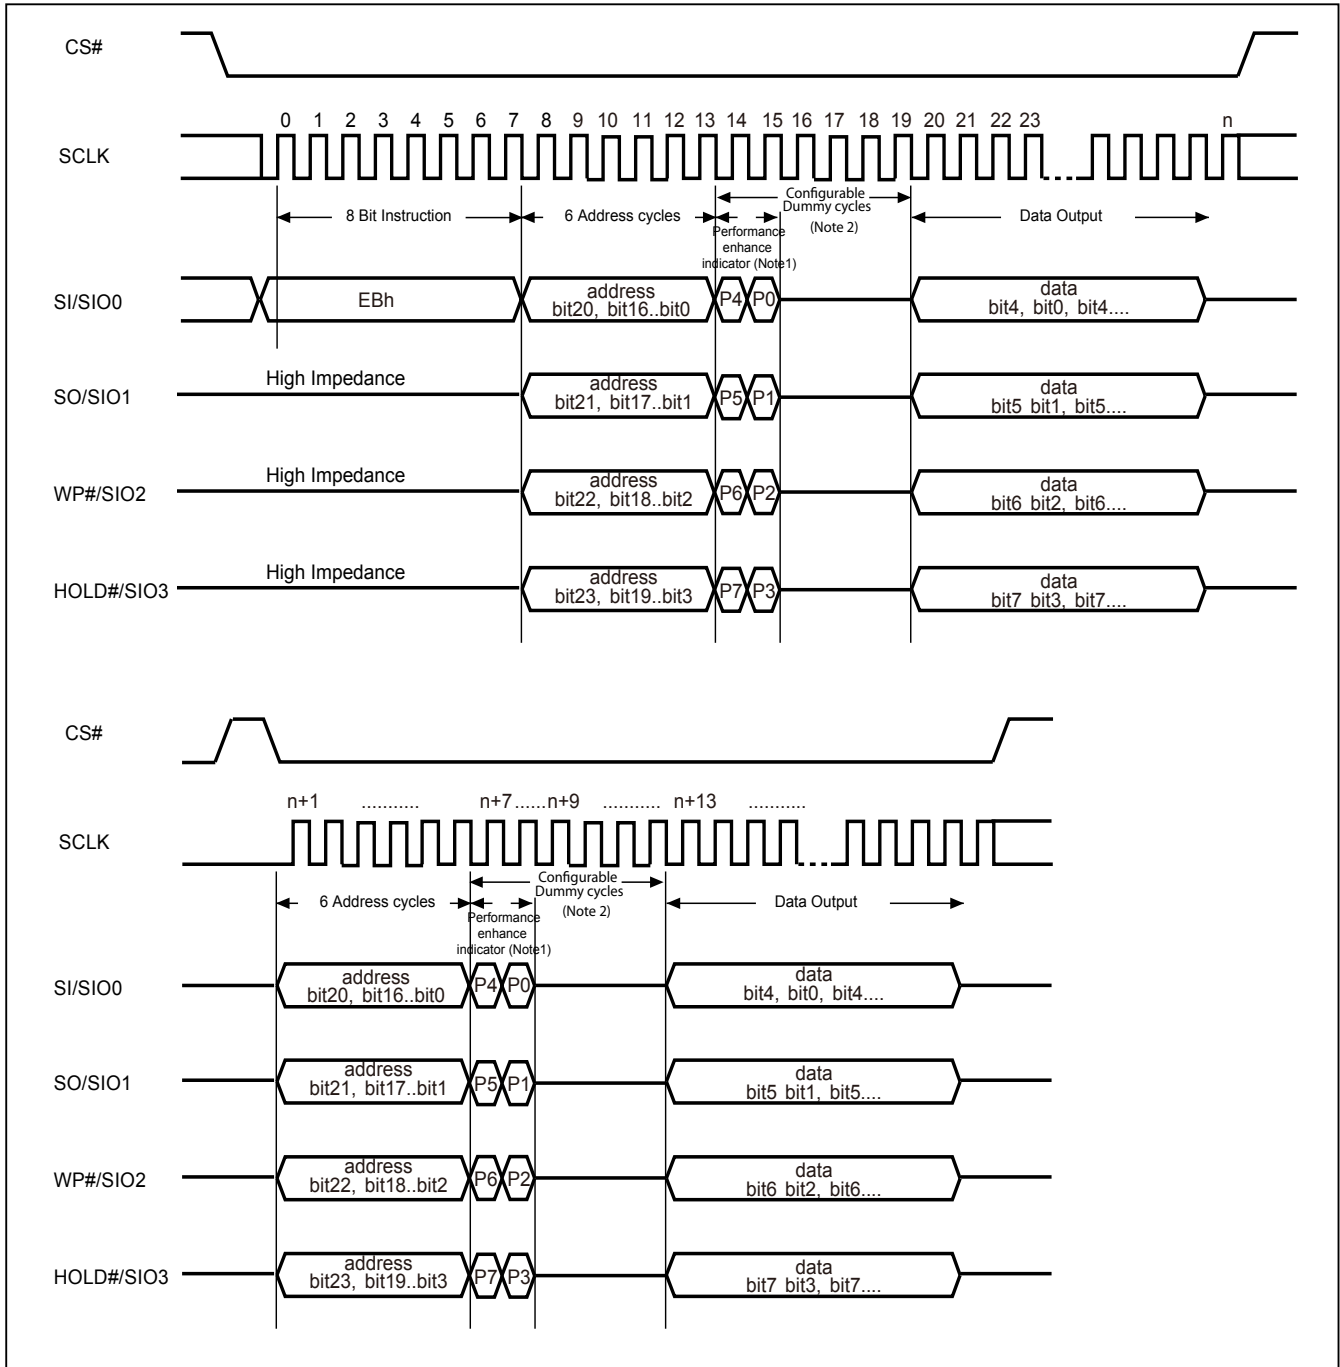 CS#
0 1 2 3 4 5 6 7 8 9 10 11 12 13 14 15 16 17 18 19 20 21 22 23 n
SCLK
8 Bit Instruction
6 Address cycles
Configurable
Dummy cycles
(Note 2)
Data Output
Performance
enhance
indicator (Note1)
SI/SIO0
EBh
address
bit20, bit16..bit0
P4 P0
data
bit4, bit0, bit4....
SO/SIO1
High Impedance
address
bit21, bit17..bit1
P5 P1
data
bit5 bit1, bit5....
WP#/SIO2
High Impedance
address
bit22, bit18..bit2
P6 P2
data
bit6 bit2, bit6....
HOLD#/SIO3
High Impedance
address
bit23, bit19..bit3
P7 P3
data
bit7 bit3, bit7....
CS#
n+1 ........... n+7......n+9 ........... n+13 ...........
SCLK
6 Address cycles
Configurable
Dummy cycles
(Note 2)
Data Output
Performance
enhance
indicator (Note1)
SI/SIO0
address
bit20, bit16..bit0
P4 P0
data
bit4, bit0, bit4....
SO/SIO1
address
bit21, bit17..bit1
P5 P1
data
bit5 bit1, bit5....
WP#/SIO2
address
bit22, bit18..bit2
P6 P2
data
bit6 bit2, bit6....
HOLD#/SIO3
address
bit23, bit19..bit3
P7 P3
data
bit7 bit3, bit7....